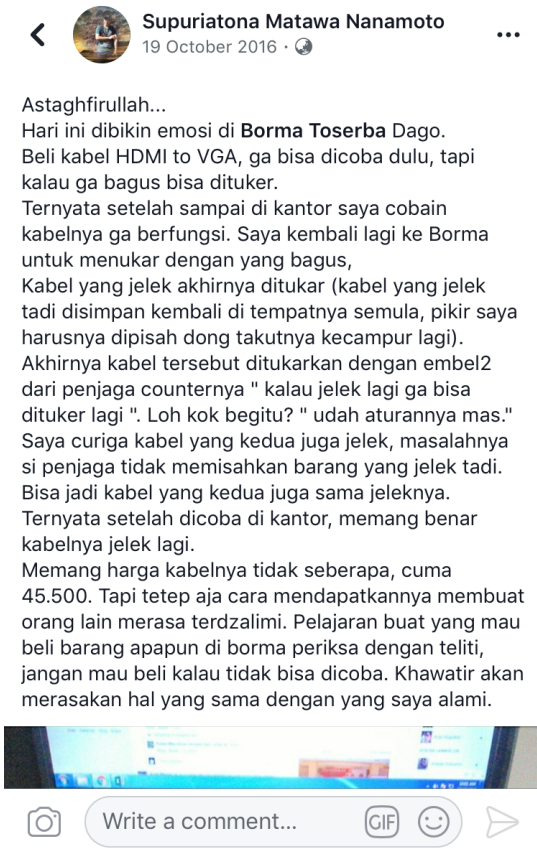 Supuriatona Matawa Nanamoto
19 October 2016 ·
Astaghfirullah...
Hari ini dibikin emosi di Borma Toserba Dago.
Beli kabel HDMI to VGA, ga bisa dicoba dulu, tapi
kalau ga bagus bisa dituker.
Ternyata setelah sampai di kantor saya cobain
kabelnya ga berfungsi. Saya kembali lagi ke Borma
untuk menukar dengan yang bagus,
Kabel yang jelek akhirnya ditukar (kabel yang jelek
tadi disimpan kembali di tempatnya semula, pikir saya
harusnya dipisah dong takutnya kecampur lagi).
Akhirnya kabel tersebut ditukarkan dengan embel2
dari penjaga counternya " kalau jelek lagi ga bisa
dituker lagi ". Loh kok begitu? " udah aturannya mas."
Saya curiga kabel yang kedua juga jelek, masalahnya
si penjaga tidak memisahkan barang yang jelek tadi.
Bisa jadi kabel yang kedua juga sama jeleknya.
Ternyata setelah dicoba di kantor, memang benar
kabelnya jelek lagi.
Memang harga kabelnya tidak seberapa, cuma
45.500. Tapi tetep aja cara mendapatkannya membuat
orang lain merasa terdzalimi. Pelajaran buat yang mau
beli barang apapun di borma periksa dengan teliti,
jangan mau beli kalau tidak bisa dicoba. Khawatir akan
merasakan hal yang sama dengan yang saya alami.
Write a comment...
GIF